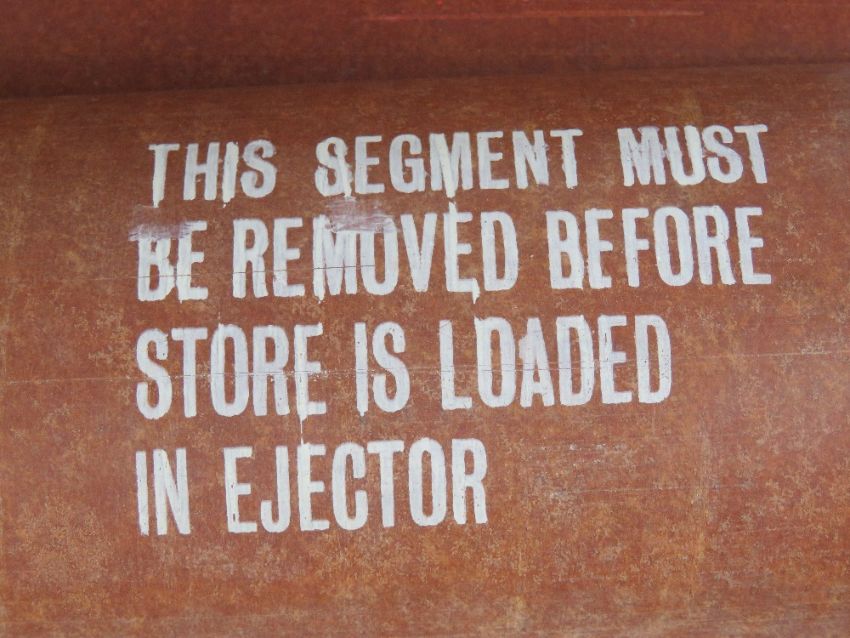 THIS SEGMENT MUST
BE REMOVED BEFORE
STORE IS LOADED
IN EJECTOR